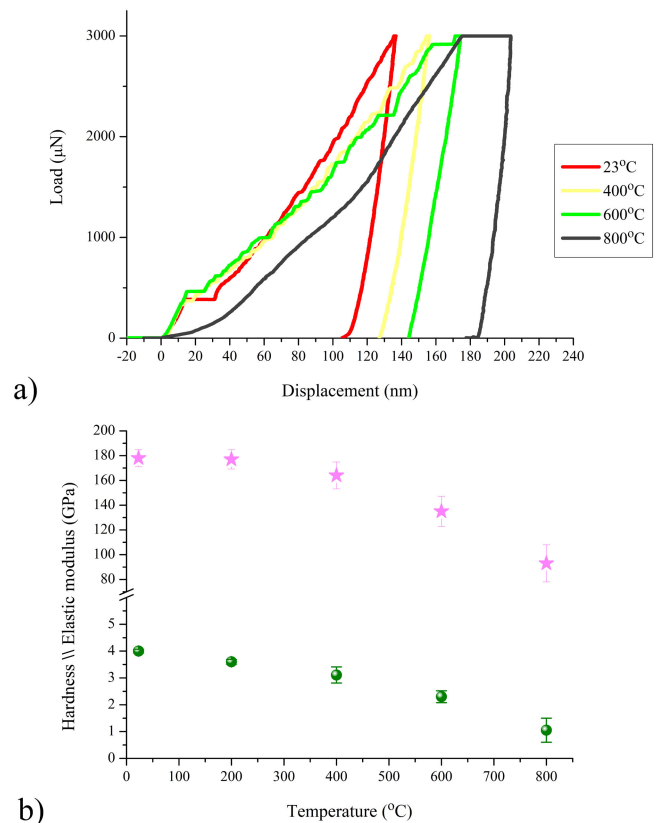 3000
2000
1000
0
Load (μN)
-20 0 20 40 60 80 100 120 140 160 180 200 220 240
Displacement (nm)
23°C
400°C
600°C
800°C
a)
200
180
160
140
120
100
80
5
4
3
2
1
0
Hardness \\ Elastic modulus (GPa)
0 100 200 300 400 500 600 700 800
Temperature (°C)
b)